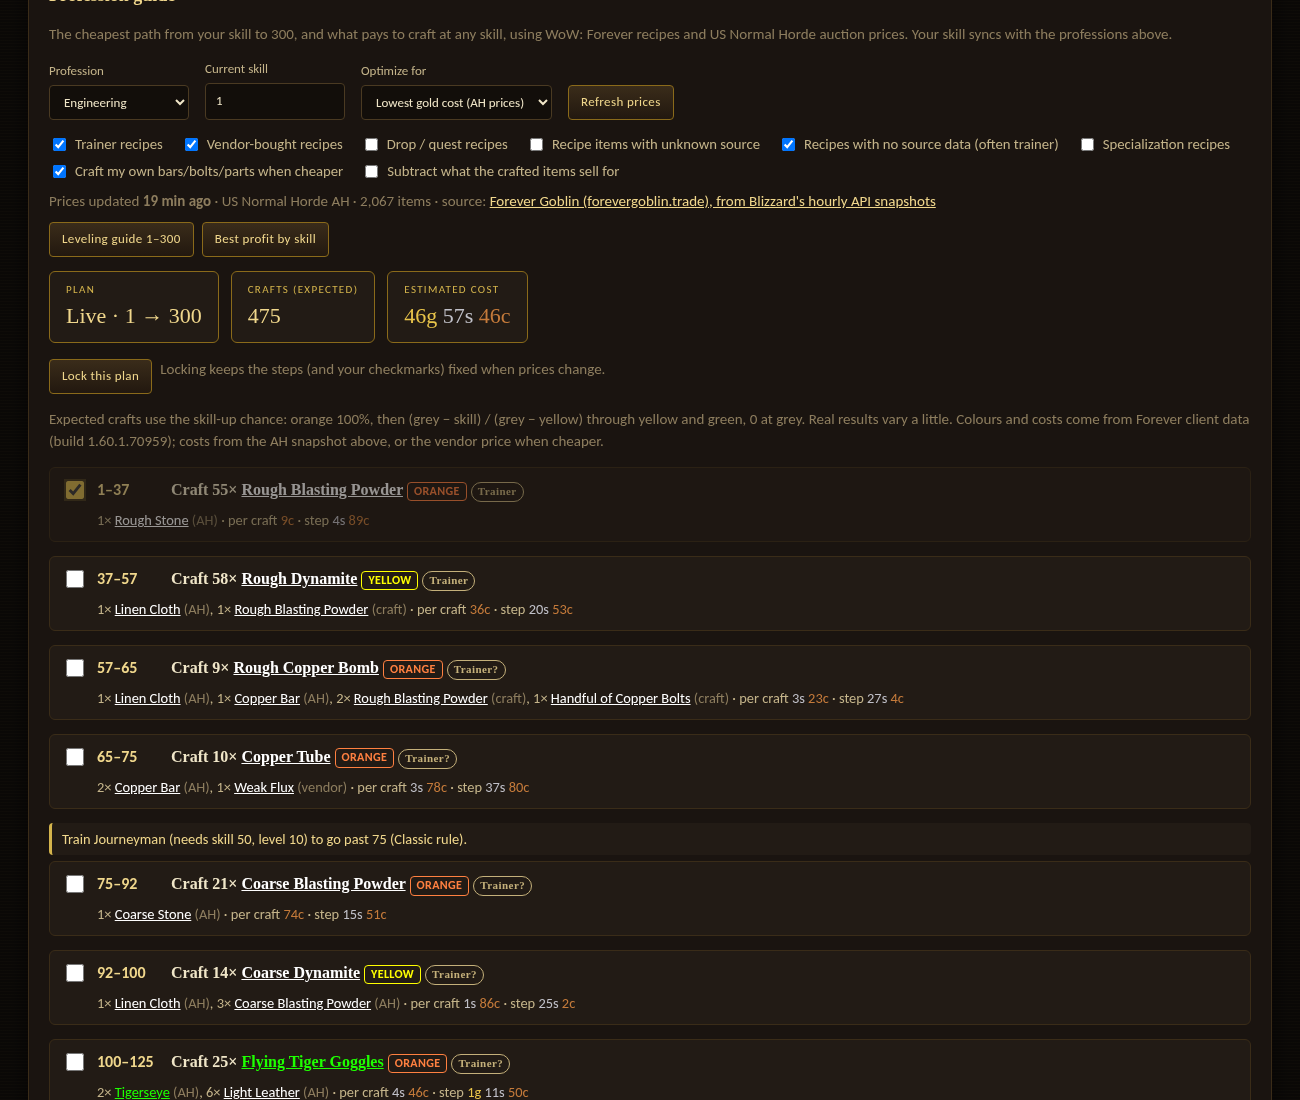 The cheapest path from your skill to 300, and what pays to craft at any skill, using WoW: Forever recipes and US Normal Horde auction prices. Your skill syncs with the professions above.
Profession
Current skill
Optimize for
Engineering
1
Lowest gold cost (AH prices)
Refresh prices
Trainer recipes
Vendor-bought recipes
Drop / quest recipes
Recipe items with unknown source
Recipes with no source data (often trainer)
Specialization recipes
Craft my own bars/bolts/parts when cheaper
Subtract what the crafted items sell for
Prices updated 19 min ago · US Normal Horde AH · 2,067 items · source: Forever Goblin (forevergoblin.trade), from Blizzard's hourly API snapshots
Leveling guide 1–300
Best profit by skill
PLAN
Live · 1 → 300
CRAFTS (EXPECTED)
475
ESTIMATED COST
46g 57s 46c
Lock this plan
Locking keeps the steps (and your checkmarks) fixed when prices change.
Expected crafts use the skill-up chance: orange 100%, then (grey − skill) / (grey − yellow) through yellow and green, 0 at grey. Real results vary a little. Colours and costs come from Forever client data
(build 1.60.1.70959); costs from the AH snapshot above, or the vendor price when cheaper.
1–37 Craft 55× Rough Blasting Powder ORANGE Trainer
1× Rough Stone (AH) · per craft 9c · step 4s 89c
37–57 Craft 58× Rough Dynamite YELLOW Trainer
1× Linen Cloth (AH), 1× Rough Blasting Powder (craft) · per craft 36c · step 20s 53c
57–65 Craft 9× Rough Copper Bomb ORANGE Trainer?
1× Linen Cloth (AH), 1× Copper Bar (AH), 2× Rough Blasting Powder (craft), 1× Handful of Copper Bolts (craft) · per craft 3s 23c · step 27s 4c
65–75 Craft 10× Copper Tube ORANGE Trainer?
2× Copper Bar (AH), 1× Weak Flux (vendor) · per craft 3s 78c · step 37s 80c
Train Journeyman (needs skill 50, level 10) to go past 75 (Classic rule).
75–92 Craft 21× Coarse Blasting Powder ORANGE Trainer?
1× Coarse Stone (AH) · per craft 74c · step 15s 51c
92–100 Craft 14× Coarse Dynamite YELLOW Trainer?
1× Linen Cloth (AH), 3× Coarse Blasting Powder (AH) · per craft 1s 86c · step 25s 2c
100–125 Craft 25× Flying Tiger Goggles ORANGE Trainer?
2× Tigerseye (AH), 6× Light Leather (AH) · per craft 4s 46c · step 1g 11s 50c